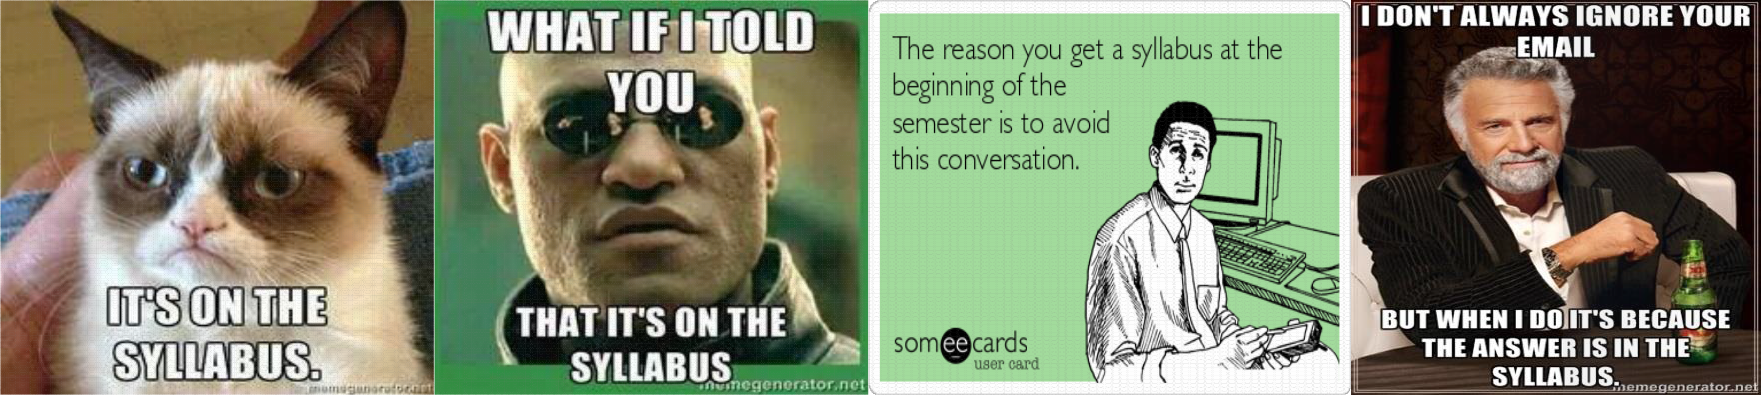 IT'S ON THE
SYLLABUS.
memegenerator.net
WHAT IF I TOLD
YOU
THAT IT'S ON THE
SYLLABUS
memegenerator.net
The reason you get a syllabus at the
beginning of the
semester is to avoid
this conversation.
somee cards
user card
I DON'T ALWAYS IGNORE YOUR
EMAIL
BUT WHEN I DO IT'S BECAUSE
THE ANSWER IS IN THE
SYLLABUS.
memegenerator.net